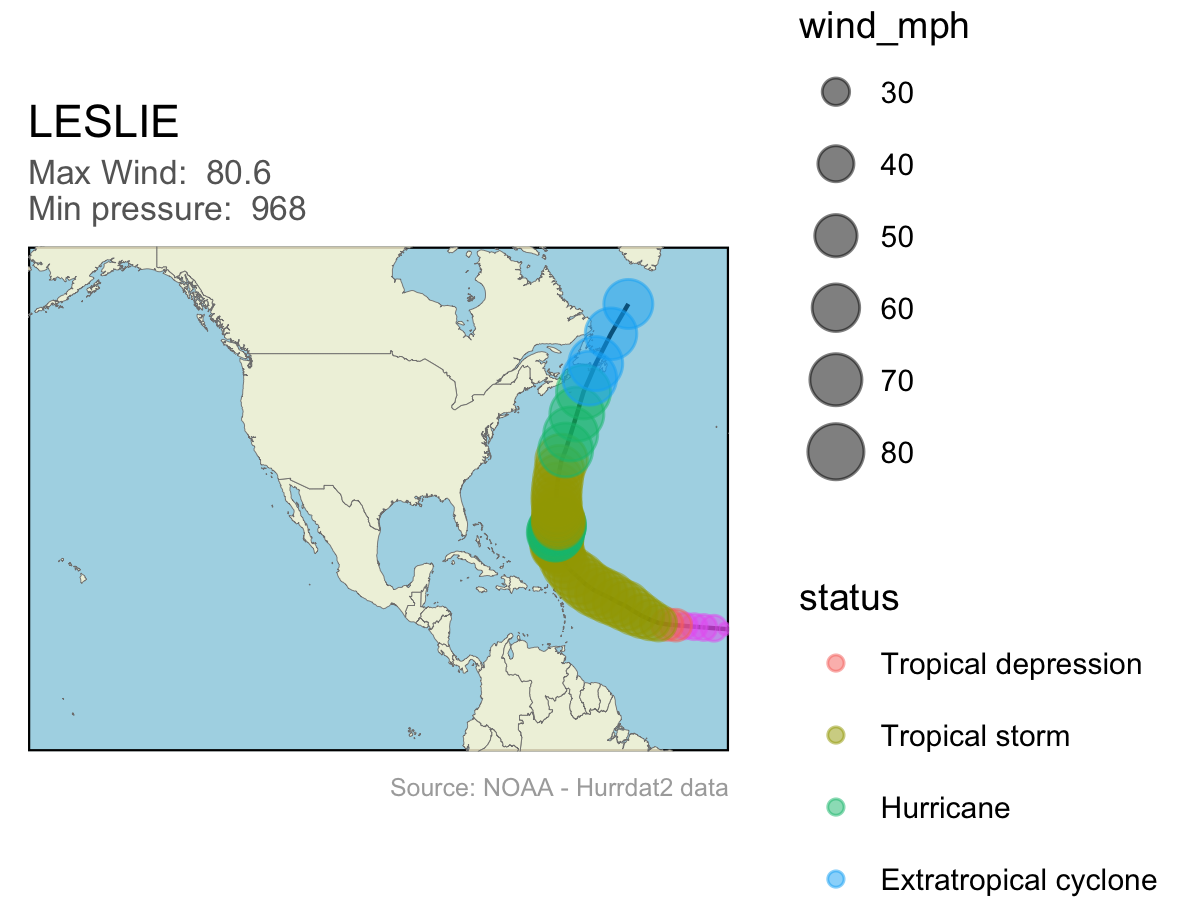 LESLIE
Max Wind:  80.6
Min pressure:  968
Source: NOAA - Hurrdat2 data
wind_mph
30
40
50
60
70
80
status
Tropical depression
Tropical storm
Hurricane
Extratropical cyclone